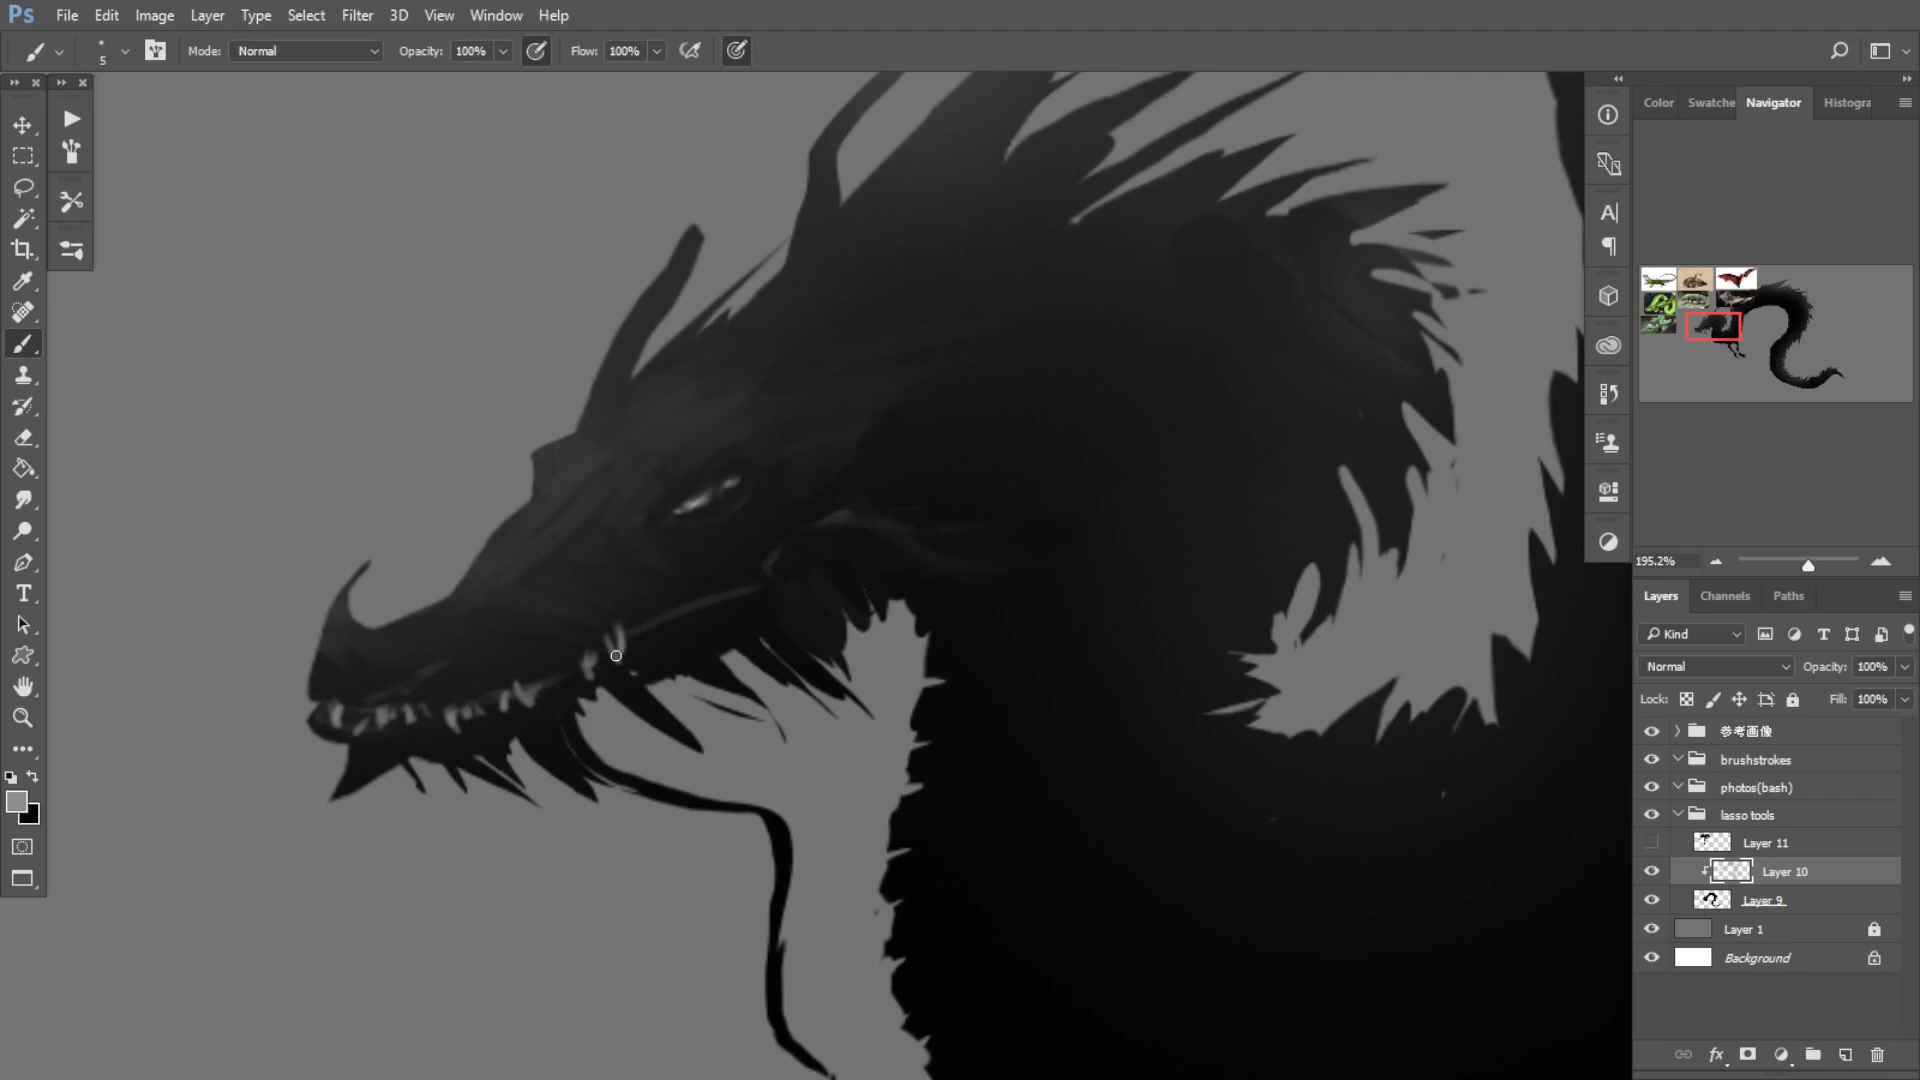 Ps File Edit Image Layer Type Select Filter 3D View Window Help
5 Mode: Normal Opacity: 100% Flow: 100%
Color Swatche Navigator Histogra
195.2%
Layers Channels Paths
Kind
Normal Opacity: 100%
Lock: Fill: 100%
参考画像
brushstrokes
photos(bash)
lasso tools
Layer 11
Layer 10
Layer 9
Layer 1
Background
fx